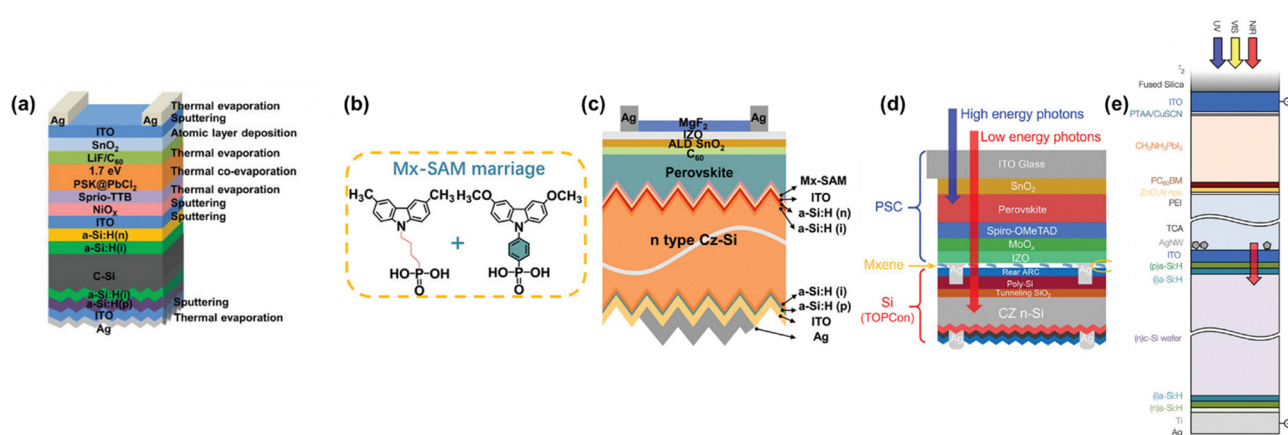 (a)
Ag
Ag
ITO
SnO2
LiF/C60
1.7 eV
PSK@PbCl2
Sprio-TTB
NiOX
ITO
a-Si:H(n)
a-Si:H(i)
C-Si
a-Si:H(i)
a-Si:H(p)
ITO
Ag
Thermal evaporation
Sputtering
Atomic layer deposition
Thermal evaporation
Thermal co-evaporation
Thermal evaporation
Sputtering
Sputtering
Sputtering
Thermal evaporation
(b)
Mx-SAM marriage
H3C
CH3
H3CO
OCH3
N
N
+
HO-P-OH
O
HO-P-OH
O
(c)
Ag
Ag
MgF2
IZO
ALD SnO2
C60
Perovskite
n type Cz-Si
Mx-SAM
ITO
a-Si:H (n)
a-Si:H (i)
a-Si:H (i)
a-Si:H (p)
ITO
Ag
(d)
High energy photons
Low energy photons
PSC
ITO Glass
SnO2
Perovskite
Spiro-OMeTAD
MoOx
IZO
Mxene
Ag
Ag
Rear ARC
Poly-Si
Tunneling SiO2
CZ n-Si
Si
(TOPCon)
Ag
Ag
(e)
UV
VIS
NIR
Fused Silica
ITO
PTAA/CuSCN
CH3NH3PbI3
PC60BM
ZnO:Al nps
PEI
TCA
AgNW
ITO
(p)a-Si:H
(i)a-Si:H
(n)c-Si wafer
(i)a-Si:H
(n)a-Si:H
Ti
Ag